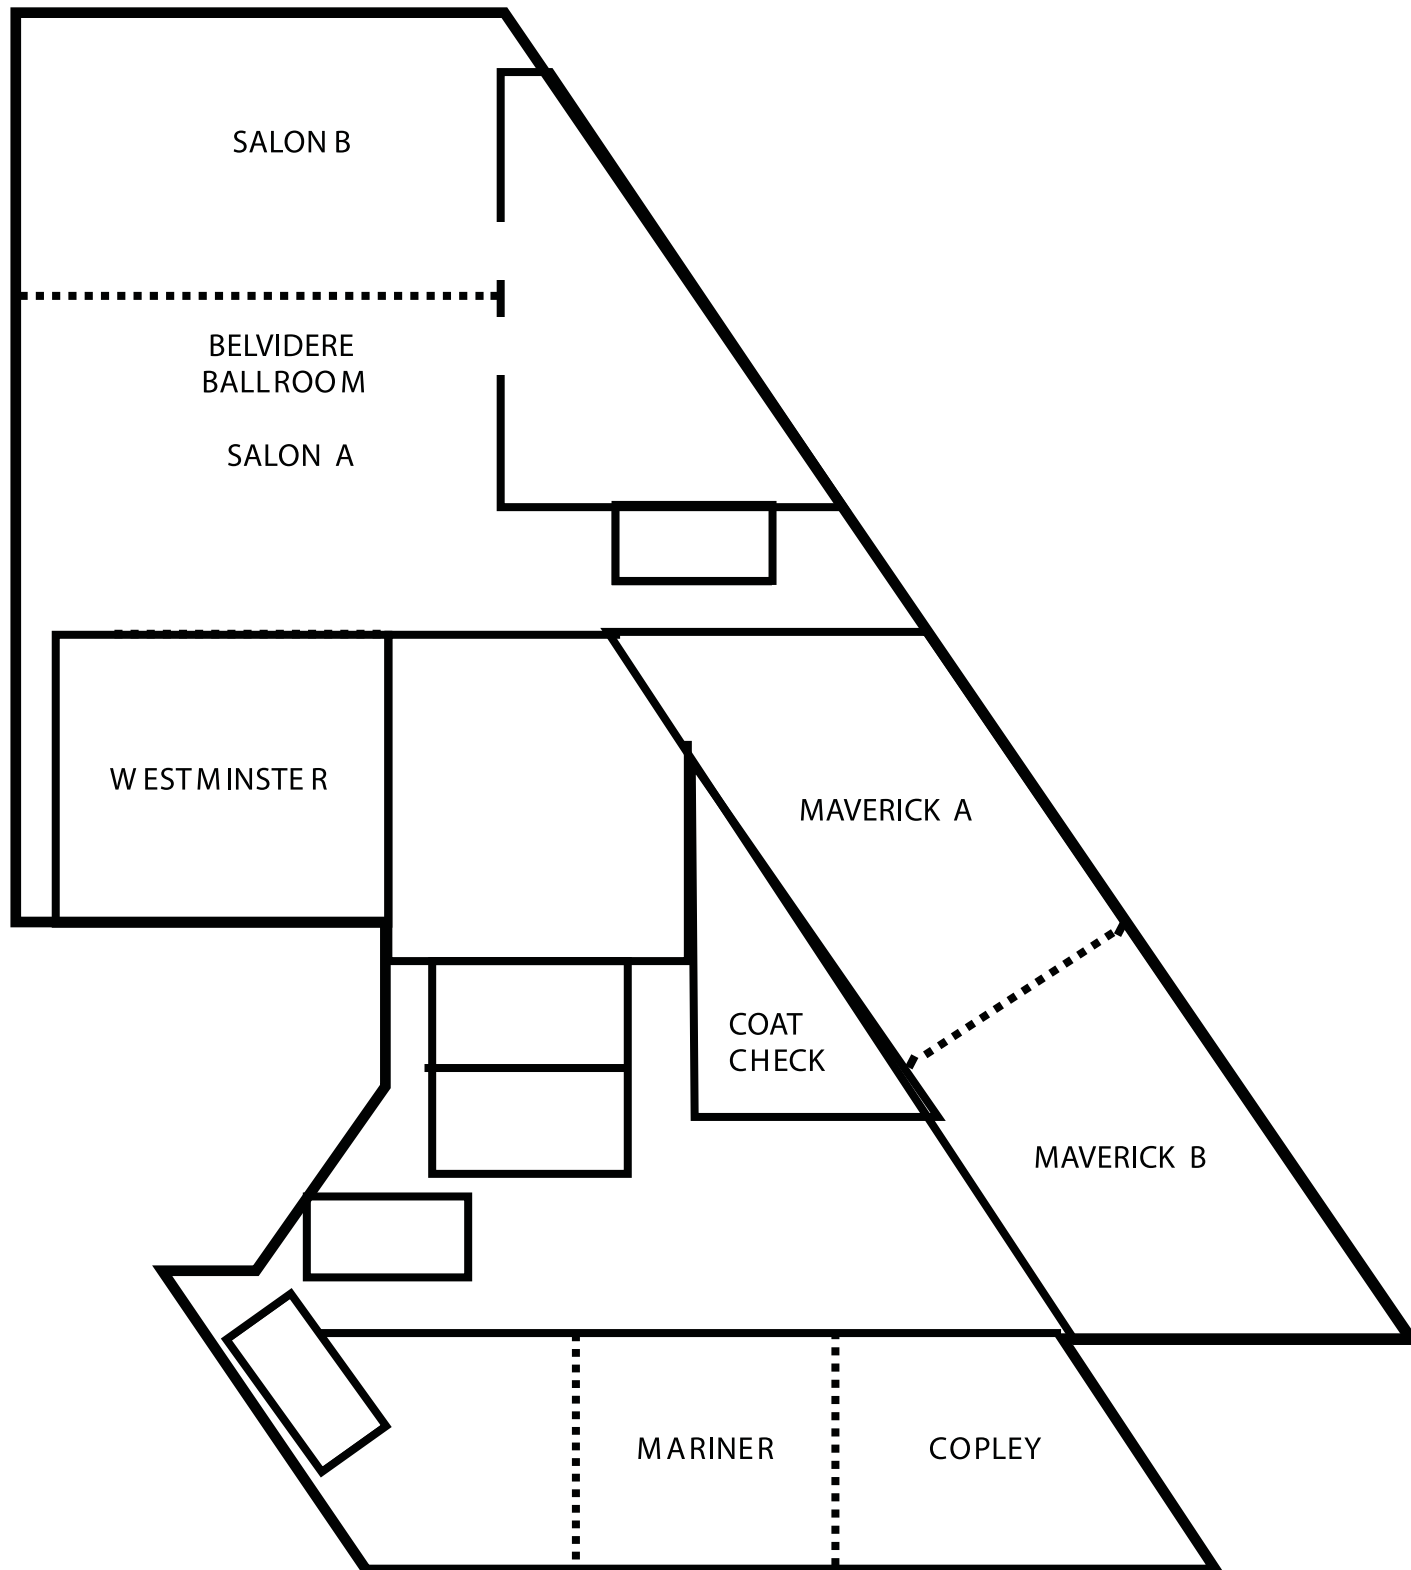 SALON B
BELVIDERE
BALLROOM
SALON A
WESTMINSTER
MAVERICK A
COAT
CHECK
MAVERICK B
MARINER
COPLEY